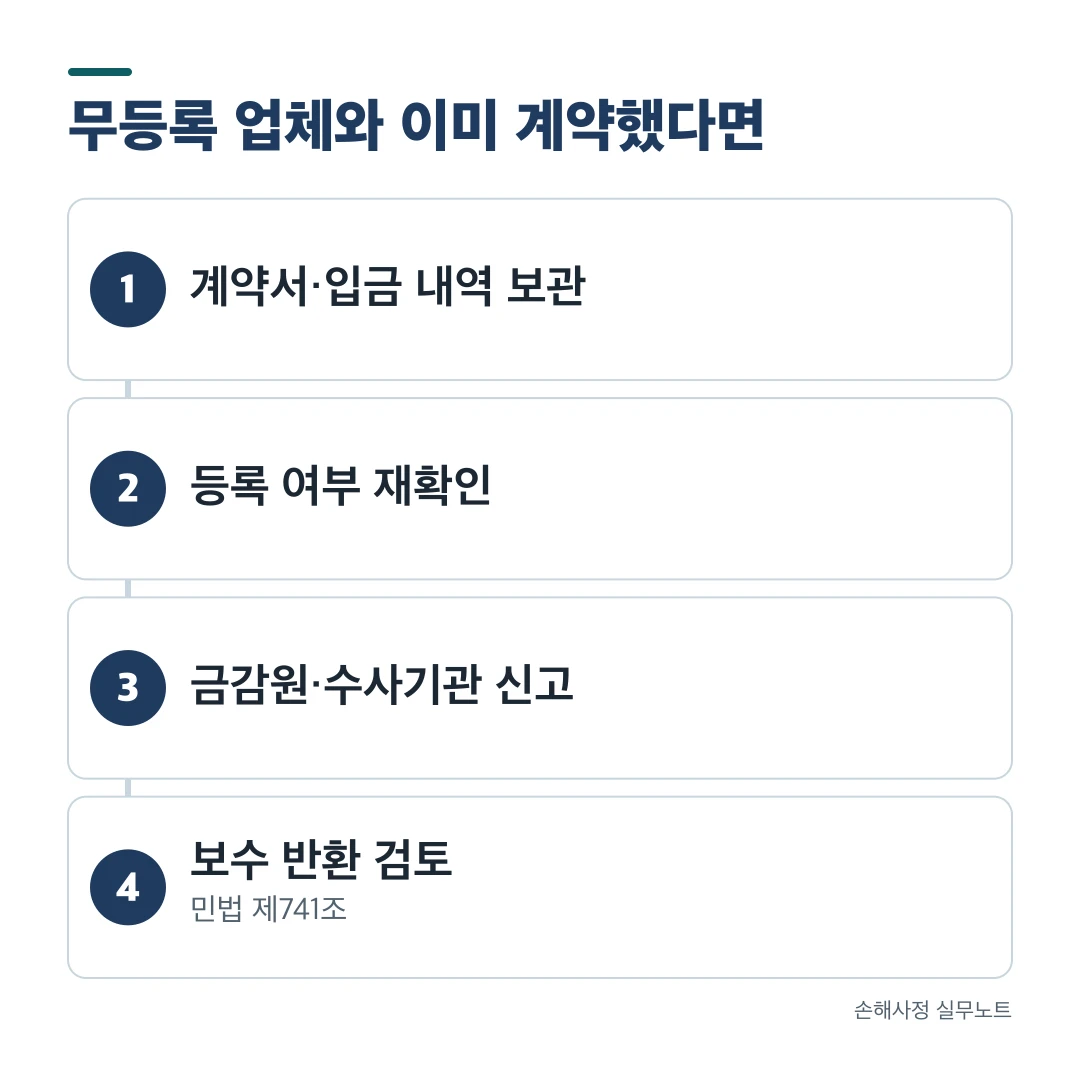 무등록 업체와 이미 계약했다면
1 계약서·입금 내역 보관
2 등록 여부 재확인
3 금감원·수사기관 신고
4 보수 반환 검토
민법 제741조
손해사정 실무노트